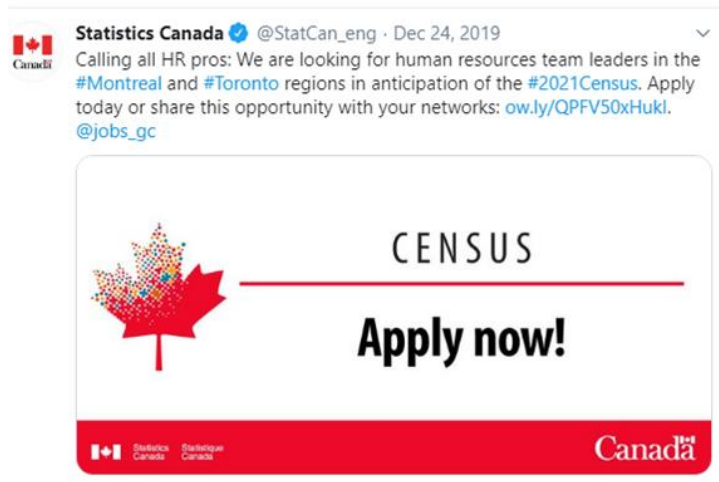 Statistics Canada @StatCan_eng · Dec 24, 2019
Canada
Calling all HR pros: We are looking for human resources team leaders in the
#Montreal and #Toronto regions in anticipation of the #2021Census. Apply
today or share this opportunity with your networks: ow.ly/QPFV50xHukl.
@jobs_gc
CENSUS
Apply now!
Statistics Statistique
Canada Canada
Canada